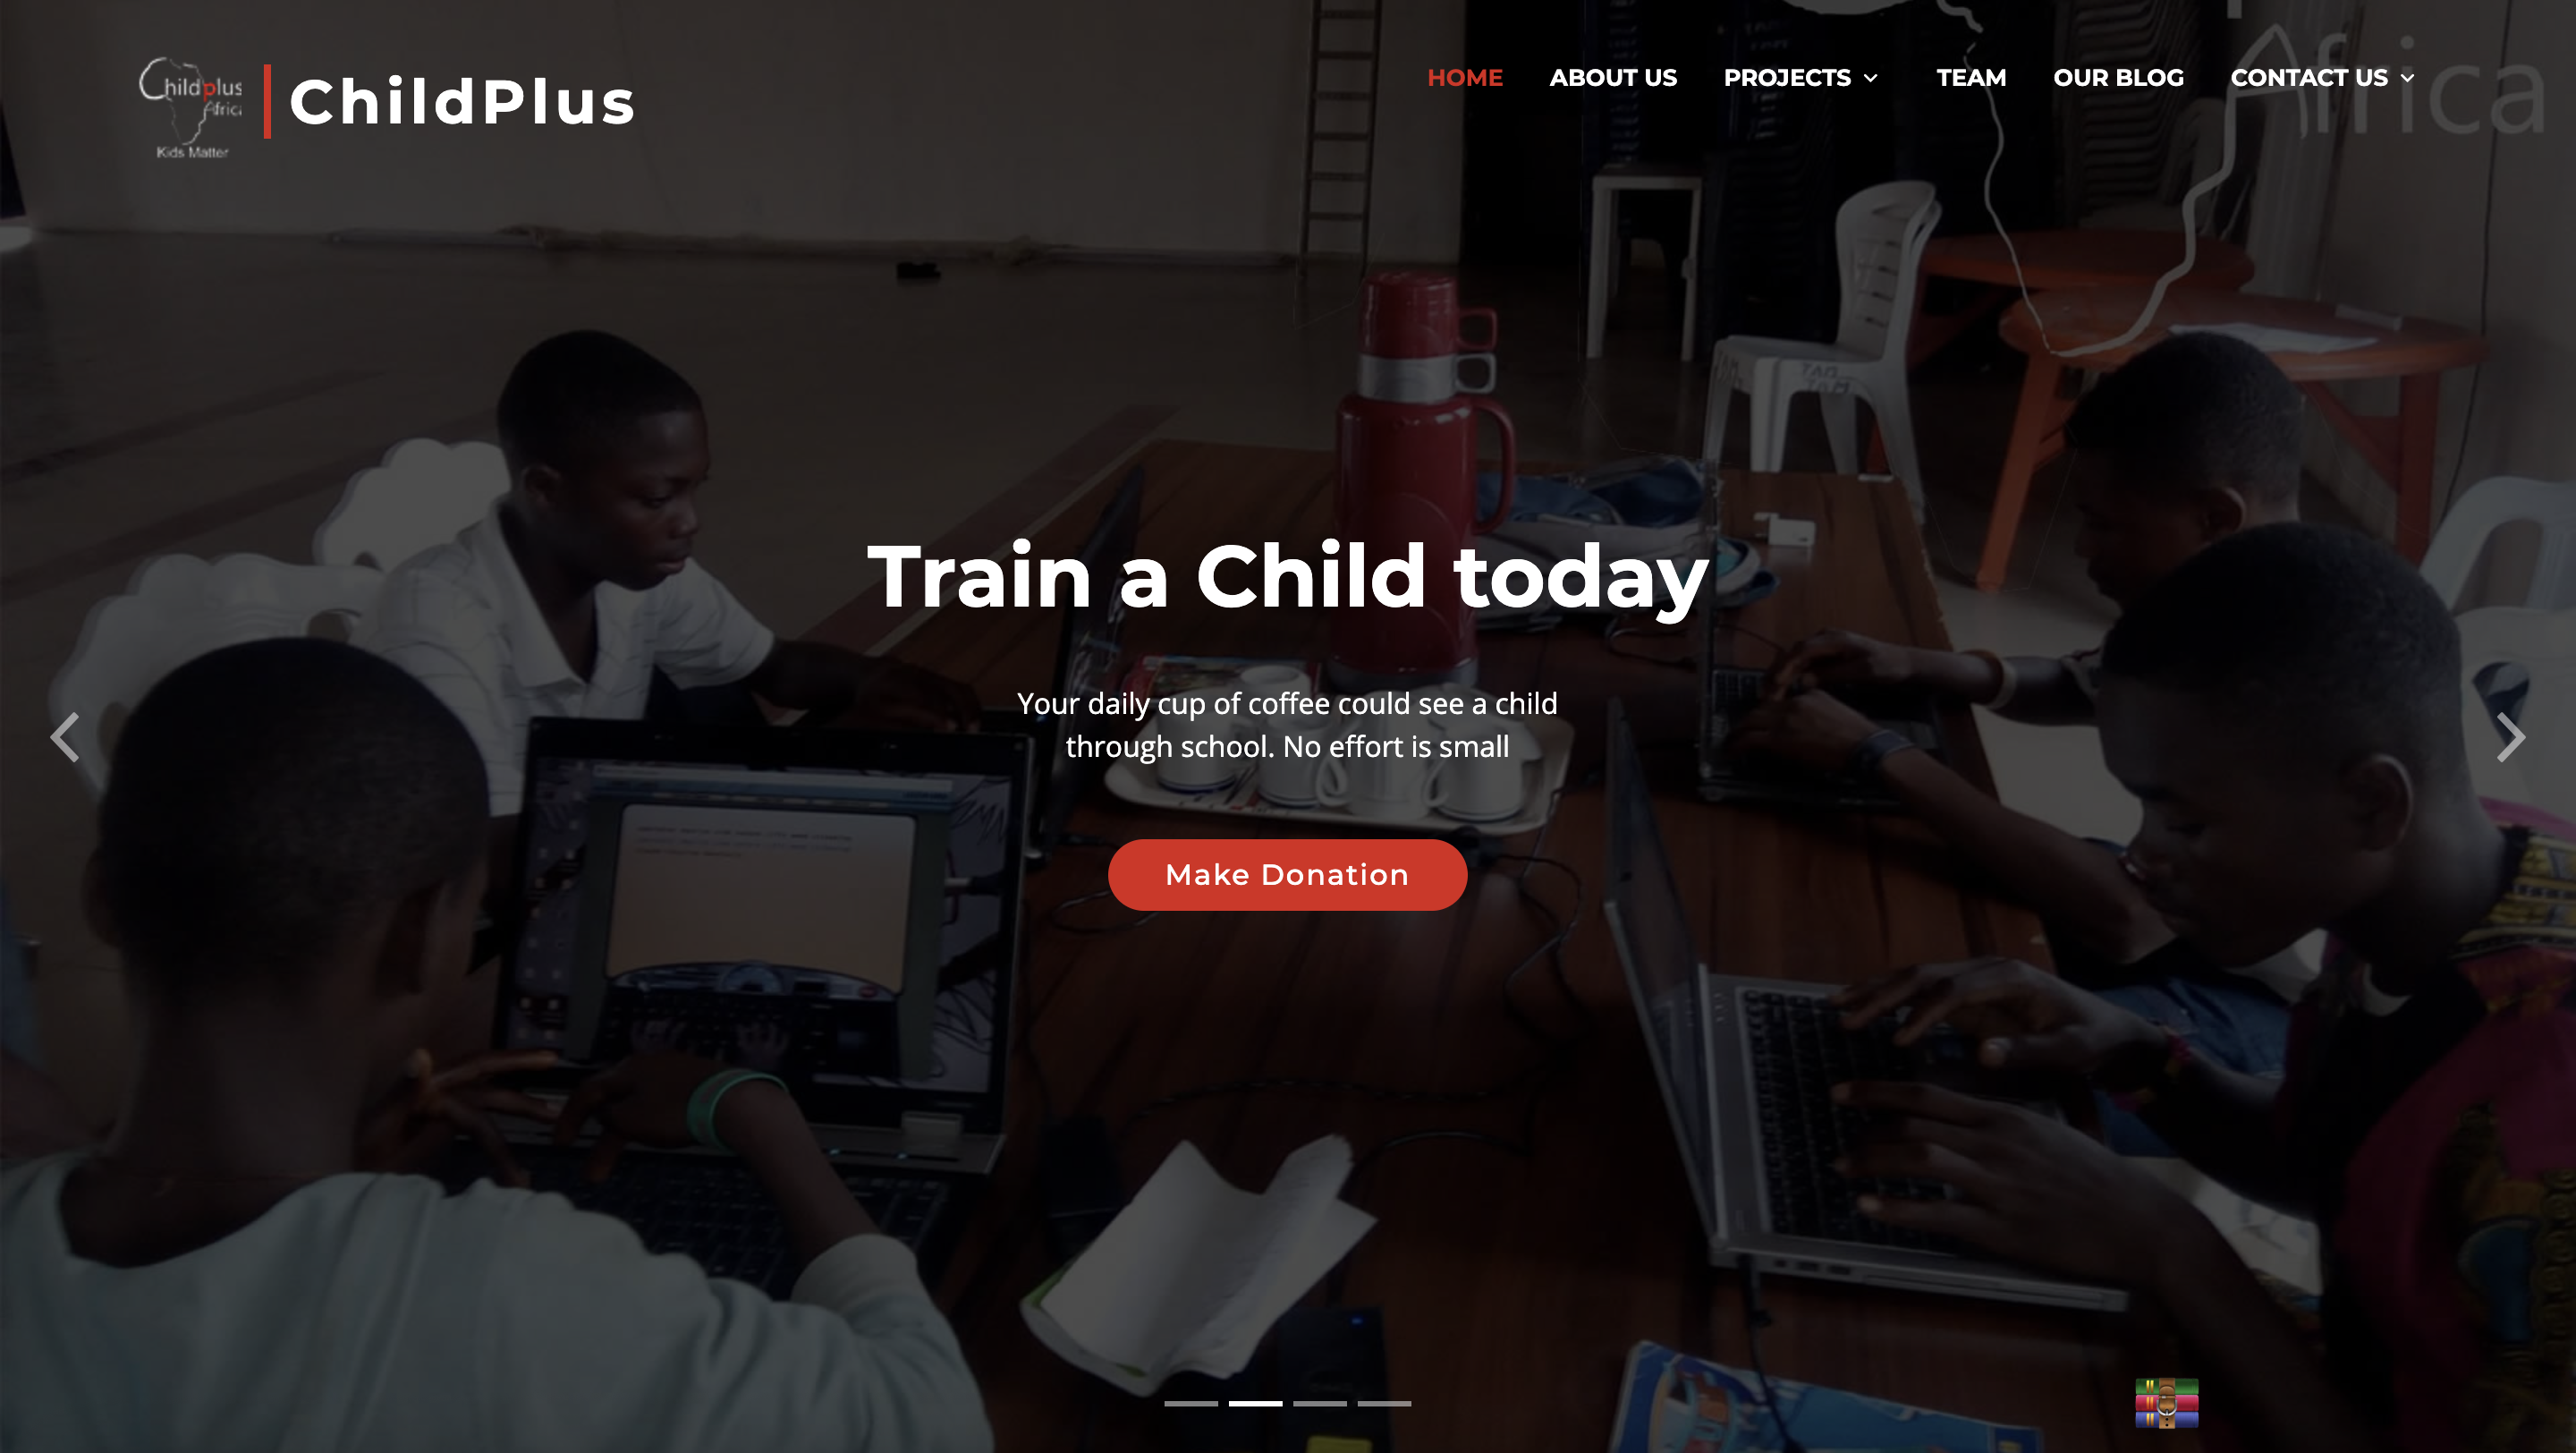 Childplus
Africa
Kids Matter
ChildPlus
HOME
ABOUT US
PROJECTS
TEAM
OUR BLOG
CONTACT US
Africa
Train a Child today
Your daily cup of coffee could see a child
through school. No effort is small
Make Donation